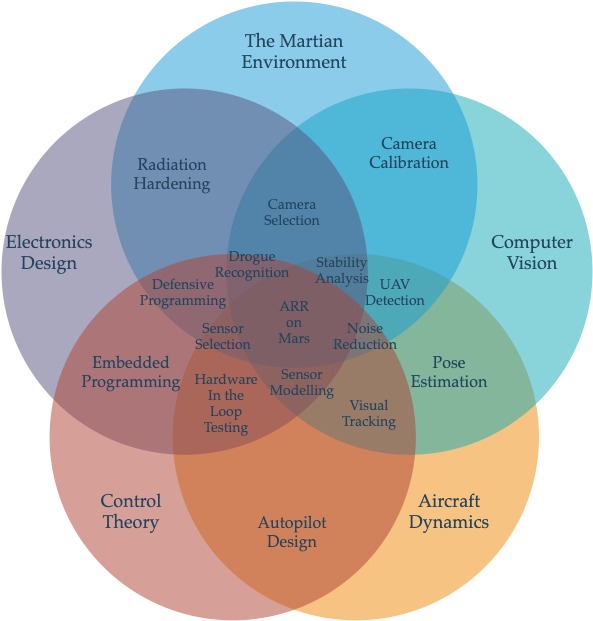 The Martian
Environment
Camera
Calibration
Radiation
Hardening
Camera
Selection
Electronics
Design
Computer
Vision
Drogue
Recognition
Stability
Analysis
Defensive
Programming
UAV
Detection
ARR
on
Mars
Sensor
Selection
Noise
Reduction
Embedded
Programming
Pose
Estimation
Hardware
In the
Loop
Testing
Sensor
Modelling
Visual
Tracking
Control
Theory
Aircraft
Dynamics
Autopilot
Design